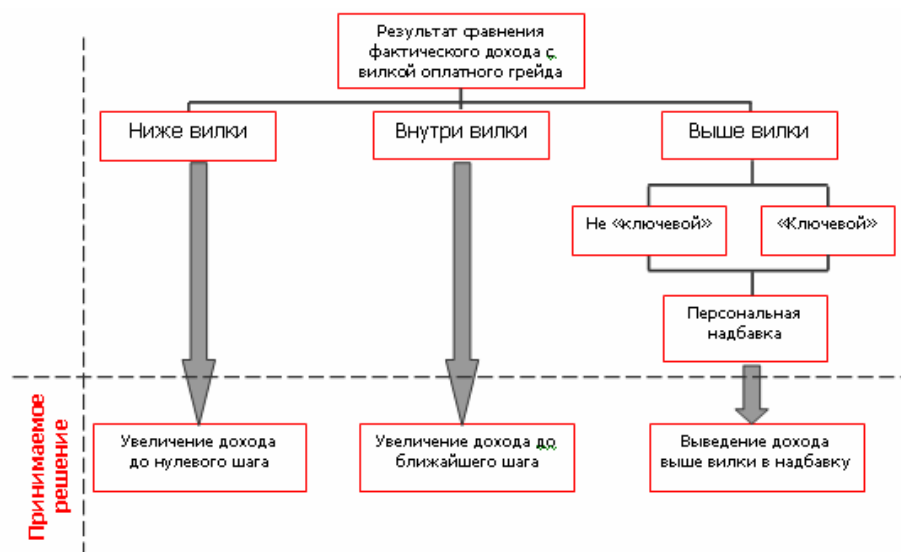 Результат сравнения
фактического дохода с
вилкой оплатного грейда
Ниже вилки
Внутри вилки
Выше вилки
Не «ключевой»
«Ключевой»
Персональная
надбавка
Принимаемое
решение
Увеличение дохода
до нулевого шага
Увеличение дохода до
ближайшего шага
Выведение дохода
выше вилки в надбавку